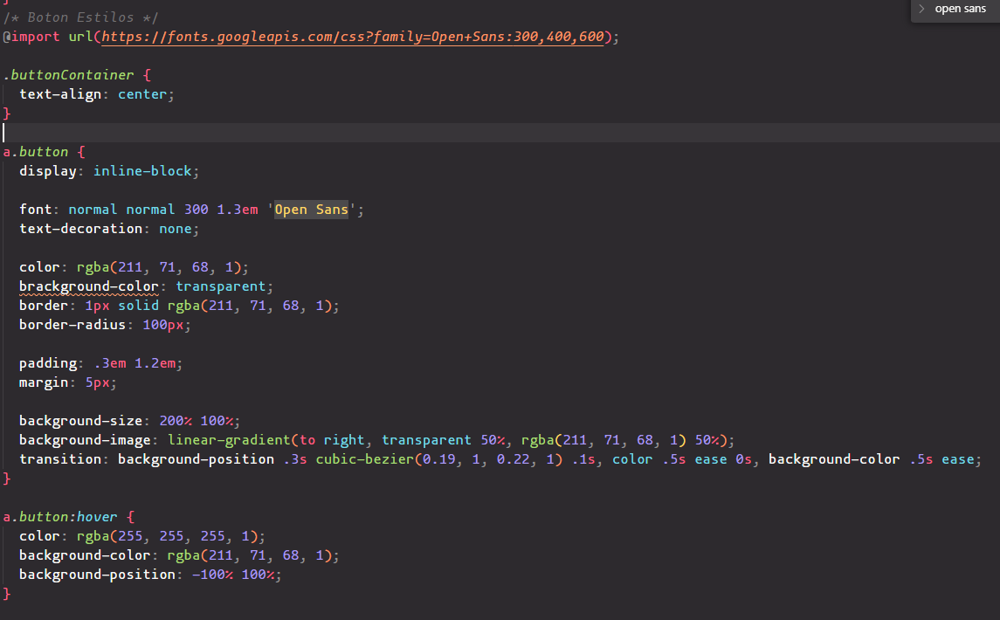 }
open sans
/* Boton Estilos */
@import url(https://fonts.googleapis.com/css?family=Open+Sans:300,400,600);
.buttonContainer {
text-align: center;
}
a.button {
display: inline-block;
font: normal normal 300 1.3em 'Open Sans';
text-decoration: none;
color: rgba(211, 71, 68, 1);
brackground-color: transparent;
border: 1px solid rgba(211, 71, 68, 1);
border-radius: 100px;
padding: .3em 1.2em;
margin: 5px;
background-size: 200% 100%;
background-image: linear-gradient(to right, transparent 50%, rgba(211, 71, 68, 1) 50%);
transition: background-position .3s cubic-bezier(0.19, 1, 0.22, 1) .1s, color .5s ease 0s, background-color .5s ease;
}
a.button:hover {
color: rgba(255, 255, 255, 1);
background-color: rgba(211, 71, 68, 1);
background-position: -100% 100%;
}